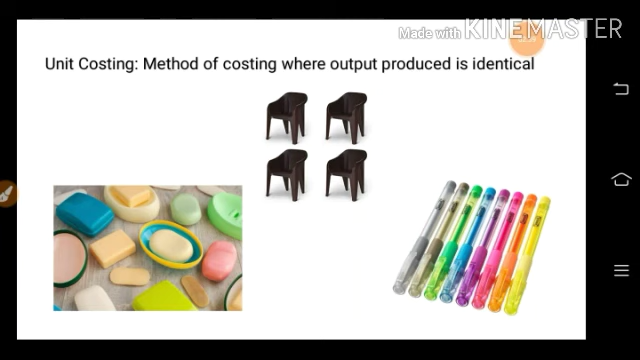 Made with KINEMASTER
Unit Costing: Method of costing where output produced is identical